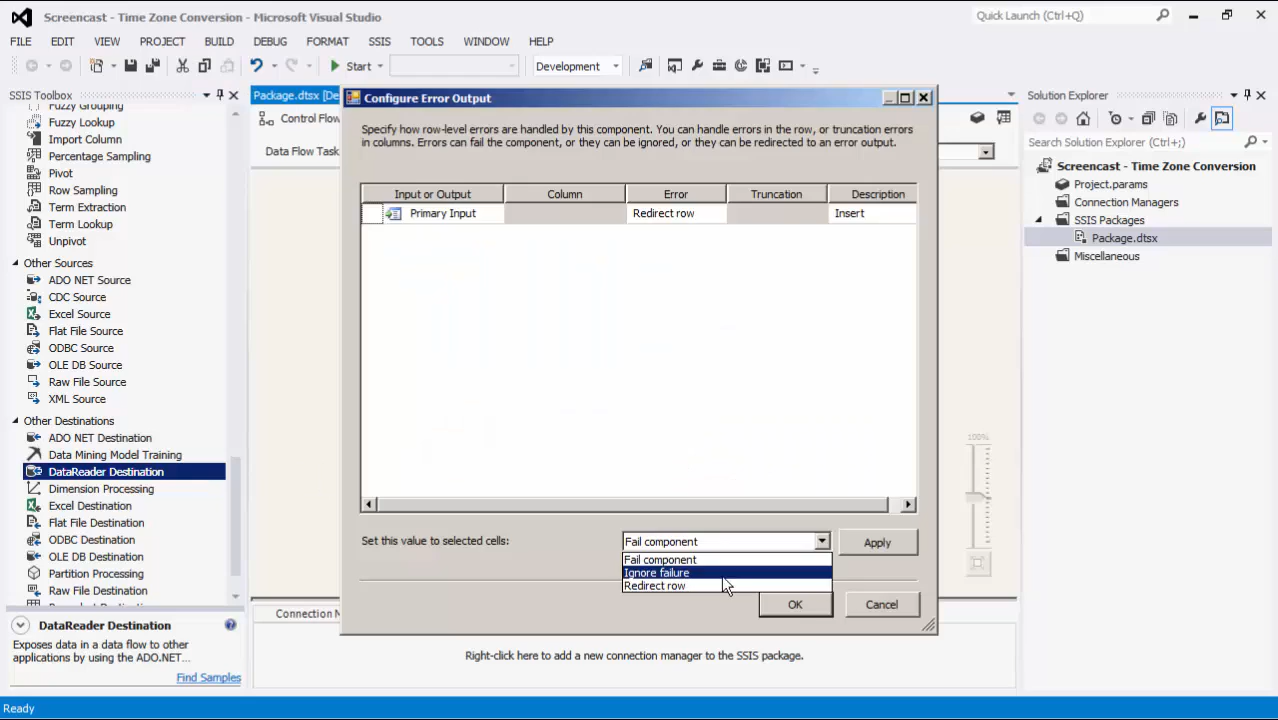 Screencast - Time Zone Conversion - Microsoft Visual Studio
Quick Launch (Ctrl+Q)
FILE EDIT VIEW PROJECT BUILD DEBUG FORMAT SSIS TOOLS WINDOW HELP
Start
Development
SSIS Toolbox
Fuzzy Grouping
Fuzzy Lookup
Import Column
Percentage Sampling
Pivot
Row Sampling
Term Extraction
Term Lookup
Unpivot
Other Sources
ADO NET Source
CDC Source
Excel Source
Flat File Source
ODBC Source
OLE DB Source
Raw File Source
XML Source
Other Destinations
ADO NET Destination
Data Mining Model Training
DataReader Destination
Dimension Processing
Excel Destination
Flat File Destination
ODBC Destination
OLE DB Destination
Partition Processing
Raw File Destination
DataReader Destination
Exposes data in a data flow to other
applications by using the ADO.NET...
Find Samples
Package.dtsx [De
Control Flow
Data Flow Task
Configure Error Output
Specify how row-level errors are handled by this component. You can handle errors in the row, or truncation errors
in columns. Errors can fail the component, or they can be ignored, or they can be redirected to an error output.
Input or Output Column Error Truncation Description
Primary Input Redirect row Insert
Set this value to selected cells:
Fail component
Apply
Fail component
Ignore failure
Redirect row
OK
Cancel
100%
Connection M
Right-click here to add a new connection manager to the SSIS package.
Solution Explorer
Search Solution Explorer (Ctrl+;)
Screencast - Time Zone Conversion
Project.params
Connection Managers
SSIS Packages
Package.dtsx
Miscellaneous
Ready